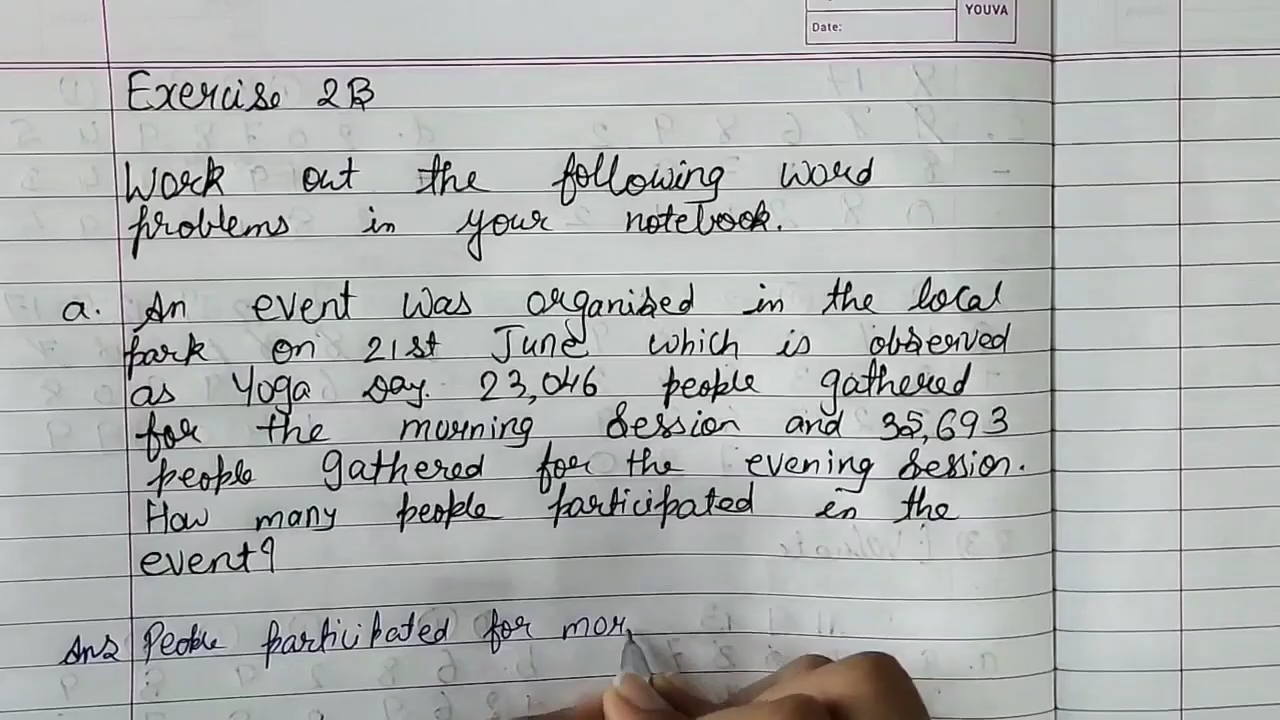 YOUVA
Date:
Exercise 2B
Work out the following word
problems in your notebook.
a. An event was organised in the local
park on 21st June which is observed
as Yoga Day. 23,046 people gathered
for the morning session and 35,693
people gathered for the evening session.
How many people participated in the
event?
Ans People participated for mor